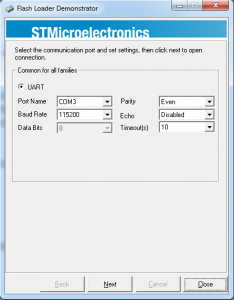 Flash Loader Demonstrator
STMicroelectronics
Select the communication port and set settings, then click next to open
connection.
Common for all families
UART
Port Name COM3 Parity Even
Baud Rate 115200 Echo Disabled
Data Bits 8 Timeout(s) 10
Back Next Cancel Close